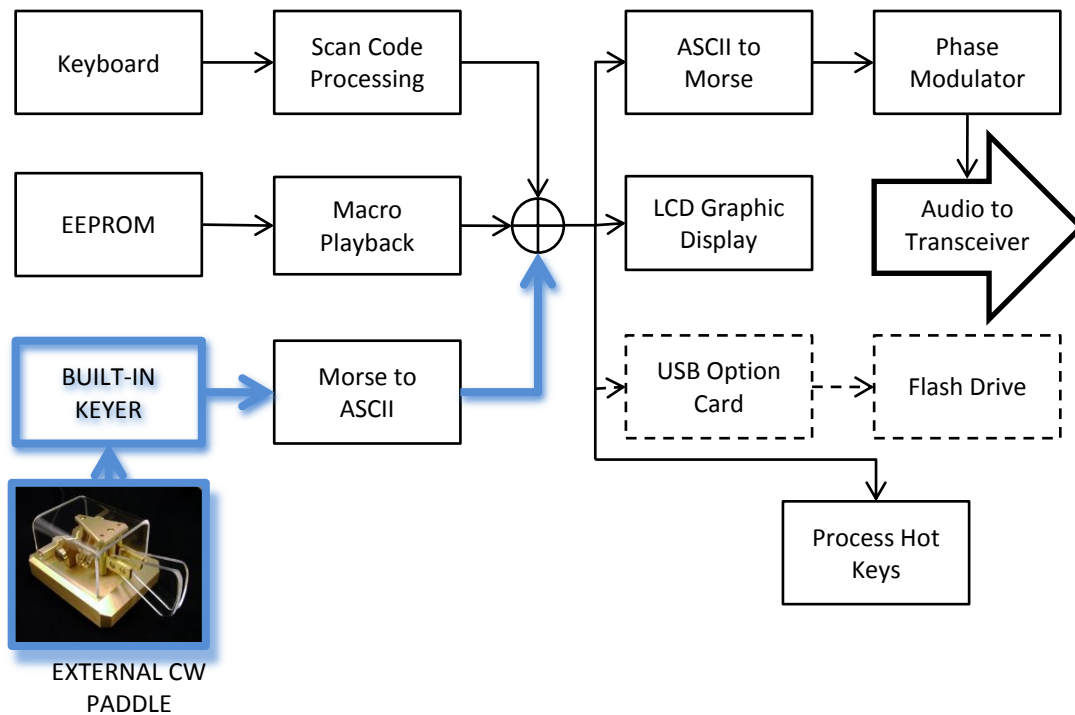 Keyboard
Scan Code
Processing
ASCII to
Morse
Phase
Modulator
EEPROM
Macro
Playback
LCD Graphic
Display
Audio to
Transceiver
BUILT-IN
KEYER
Morse to
ASCII
USB Option
Card
Flash Drive
Process Hot
Keys
EXTERNAL CW
PADDLE